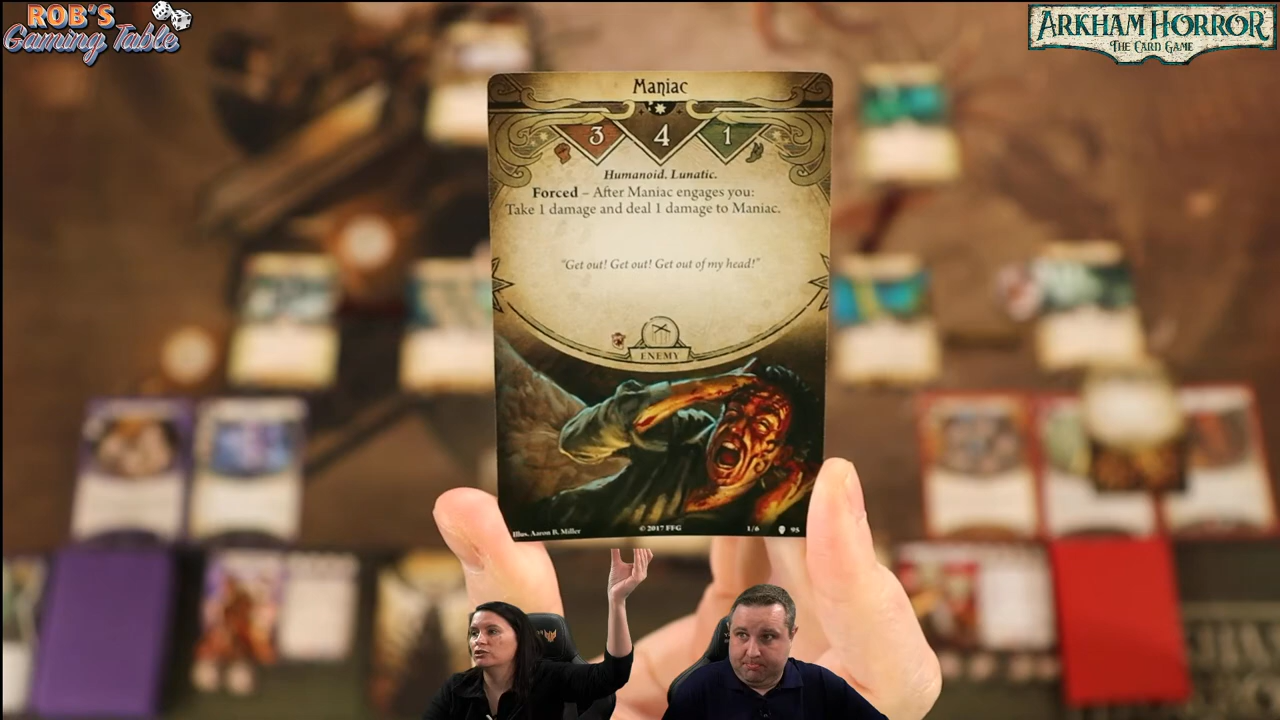 ROB'S
Gaming Table
ARKHAM HORROR
THE CARD GAME
Maniac
3 4 1
Humanoid. Lunatic.
Forced – After Maniac engages you:
Take 1 damage and deal 1 damage to Maniac.
"Get out! Get out! Get out of my head!"
ENEMY
Illus. Aaron B. Miller
© 2017 FFG
1/6
95